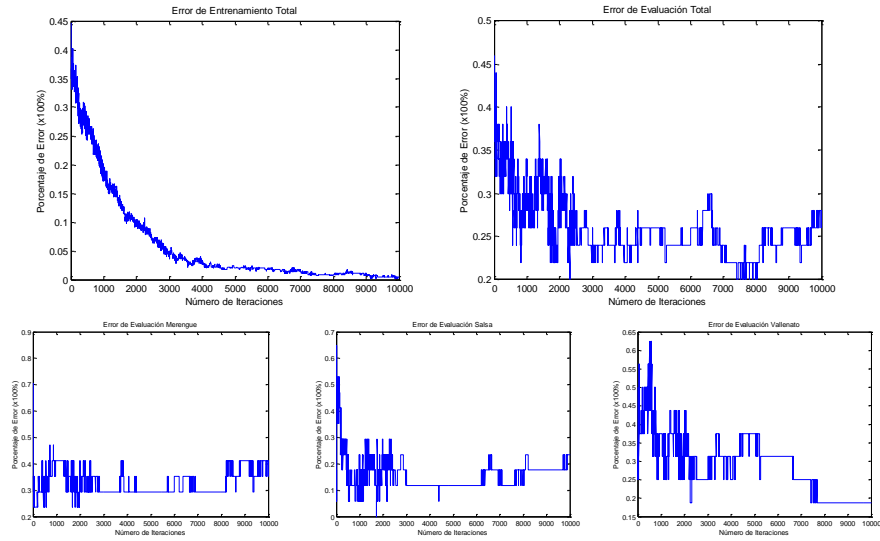 Error de Entrenamiento Total
Porcentaje de Error (x100%)
0.45
0.4
0.35
0.3
0.25
0.2
0.15
0.1
0.05
0
0 1000 2000 3000 4000 5000 6000 7000 8000 9000 10000
Número de Iteraciones
Error de Evaluación Total
Porcentaje de Error (x100%)
0.5
0.45
0.4
0.35
0.3
0.25
0.2
0 1000 2000 3000 4000 5000 6000 7000 8000 9000 10000
Número de Iteraciones
Error de Evaluación Merengue
Porcentaje de Error (x100%)
0.9
0.8
0.7
0.6
0.5
0.4
0.3
0.2
0 1000 2000 3000 4000 5000 6000 7000 8000 9000 10000
Número de Iteraciones
Error de Evaluación Salsa
Porcentaje de Error (x100%)
0.7
0.6
0.5
0.4
0.3
0.2
0.1
0
0 1000 2000 3000 4000 5000 6000 7000 8000 9000 10000
Número de Iteraciones
Error de Evaluación Vallenato
Porcentaje de Error (x100%)
0.65
0.6
0.55
0.5
0.45
0.4
0.35
0.3
0.25
0.2
0.15
0 1000 2000 3000 4000 5000 6000 7000 8000 9000 10000
Número de Iteraciones